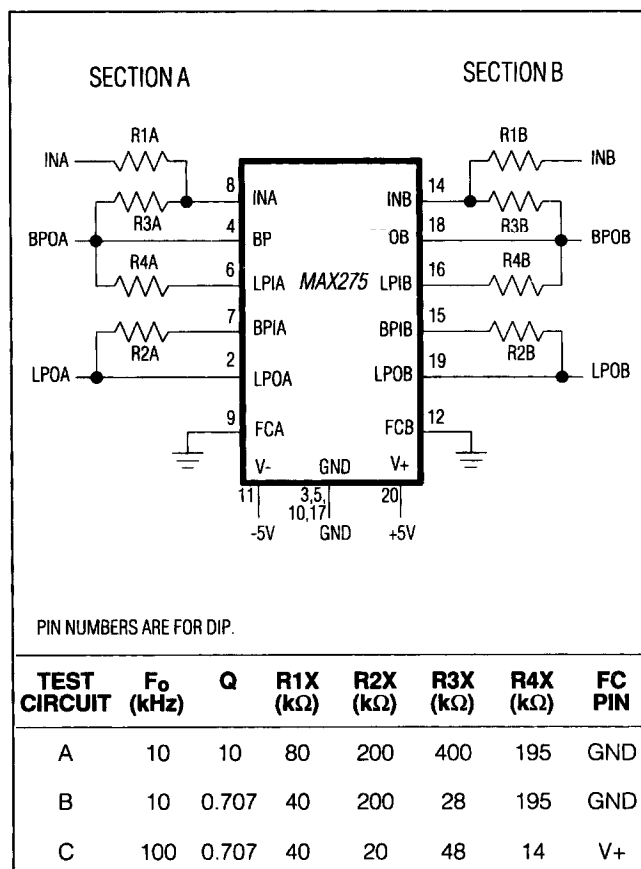 SECTION A
SECTION B
R1A
R1B
INA
INB
8
INA
INB
14
R3A
R3B
BPOA
4
BP
OB
18
BPOB
R4A
R4B
6
LPIA
MAX275
LPIB
16
7
BPIA
BPIB
15
R2A
R2B
LPOA
2
LPOA
LPOB
19
LPOB
9
FCA
FCB
12
V-
GND
V+
11
3,5,
10,17
20
-5V
GND
+5V
PIN NUMBERS ARE FOR DIP.
TEST CIRCUIT Fo (kHz) Q R1X (kΩ) R2X (kΩ) R3X (kΩ) R4X (kΩ) FC PIN
A 10 10 80 200 400 195 GND
B 10 0.707 40 200 28 195 GND
C 100 0.707 40 20 48 14 V+